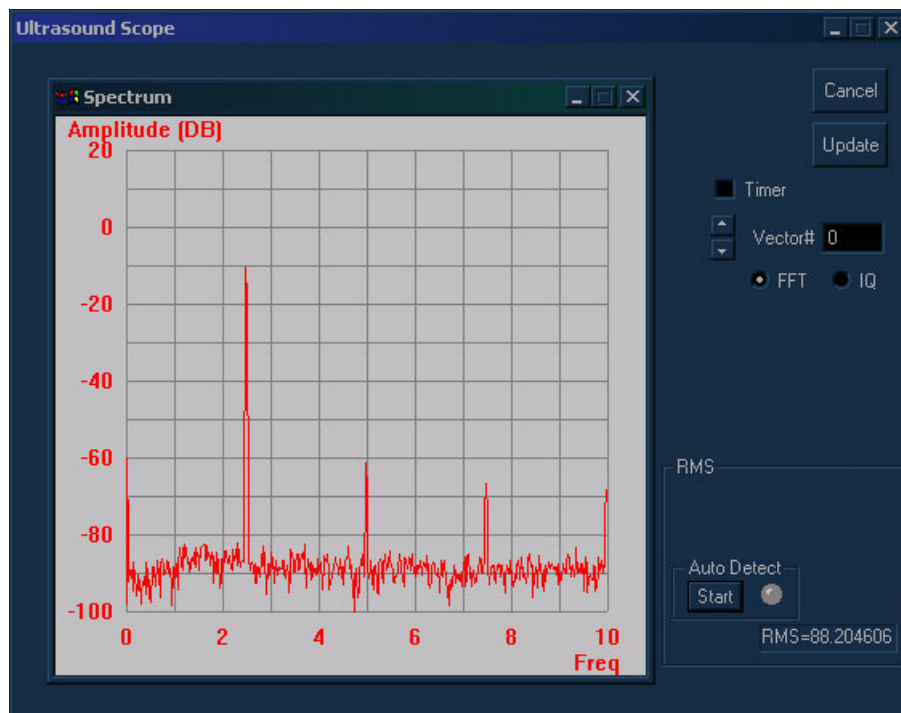 Ultrasound Scope
Spectrum
Amplitude (DB)
20
0
-20
-40
-60
-80
-100
0 2 4 6 8 10
Freq
Cancel
Update
Timer
Vector# 0
FFT IQ
RMS
Auto Detect
Start
RMS=88.204606